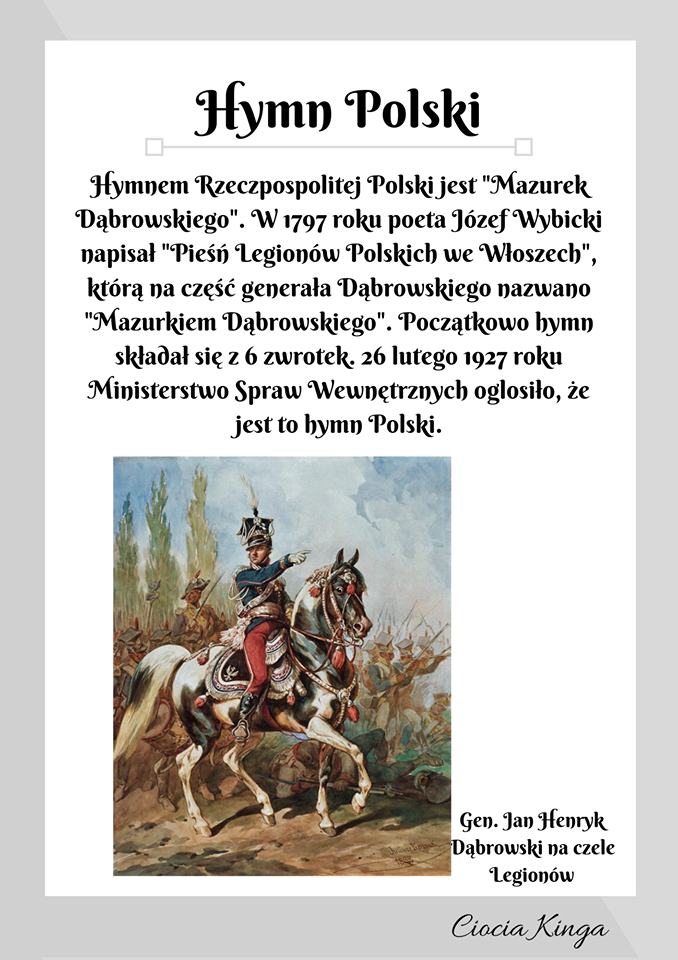 Hymn Polski
Hymnem Rzeczpospolitej Polski jest "Mazurek
Dąbrowskiego". W 1797 roku poeta Józef Wybicki
napisał "Pieśń Legionów Polskich we Włoszech",
którą na część generała Dąbrowskiego nazwano
"Mazurkiem Dąbrowskiego". Początkowo hymn
składał się z 6 zwrotek. 26 lutego 1927 roku
Ministerstwo Spraw Wewnętrznych oglosiło, że
jest to hymn Polski.
Gen. Jan Henryk
Dąbrowski na czele
Legionów
Ciocia Kinga